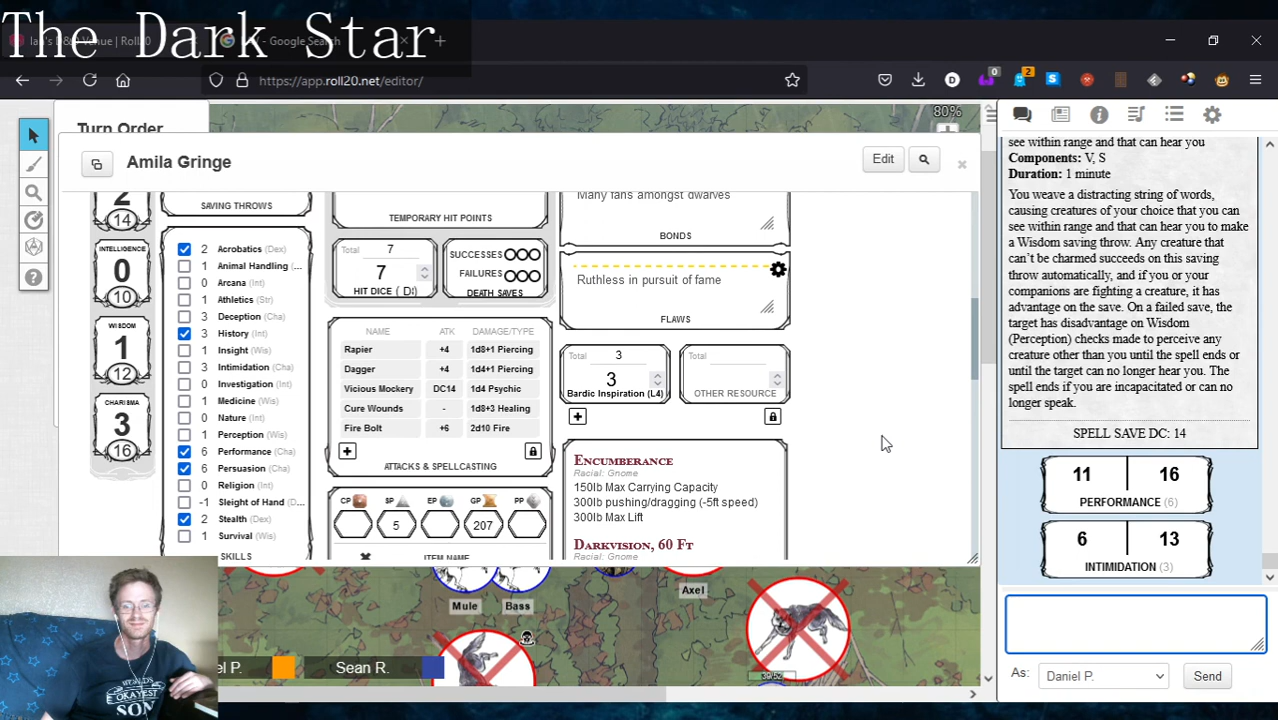 The Dark Star
Ian's D&D Venue | Roll20
- Google Search
https://app.roll20.net/editor/
0
2
80%
Turn Order
Amila Gringe
Edit
14
SAVING THROWS
INTELLIGENCE
0
10
WISDOM
1
12
CHARISMA
3
16
2 Acrobatics (Dex)
1 Animal Handling (...
0 Arcana (Int)
1 Athletics (Str)
3 Deception (Cha)
3 History (Int)
1 Insight (Wis)
3 Intimidation (Cha)
0 Investigation (Int)
1 Medicine (Wis)
0 Nature (Int)
1 Perception (Wis)
6 Performance (Cha)
6 Persuasion (Cha)
0 Religion (Int)
-1 Sleight of Hand (D...
2 Stealth (Dex)
1 Survival (Wis)
SKILLS
TEMPORARY HIT POINTS
Total 7
7
HIT DICE
SUCCESSES
FAILURES
DEATH SAVES
NAME ATK DAMAGE/TYPE
Rapier +4 1d8+1 Piercing
Dagger +4 1d4+1 Piercing
Vicious Mockery DC14 1d4 Psychic
Cure Wounds - 1d8+3 Healing
Fire Bolt +6 2d10 Fire
ATTACKS & SPELLCASTING
CP SP EP GP PP
5 207
ITEM NAME
Many fans amongst dwarves
BONDS
Ruthless in pursuit of fame
FLAWS
Total 3
3
Bardic Inspiration (L4)
Total
OTHER RESOURCE
ENCUMBERANCE
Racial: Gnome
150lb Max Carrying Capacity
300lb pushing/dragging (-5ft speed)
300lb Max Lift
DARKVISION, 60 FT
Racial: Gnome
Mule
Bass
Axel
39/52
el P.
Sean R.
see within range and that can hear you
Components: V, S
Duration: 1 minute
You weave a distracting string of words,
causing creatures of your choice that you can
see within range and that can hear you to make
a Wisdom saving throw. Any creature that
can't be charmed succeeds on this saving
throw automatically, and if you or your
companions are fighting a creature, it has
advantage on the save. On a failed save, the
target has disadvantage on Wisdom
(Perception) checks made to perceive any
creature other than you until the spell ends or
until the target can no longer hear you. The
spell ends if you are incapacitated or can no
longer speak.
SPELL SAVE DC: 14
11 16
PERFORMANCE (6)
6 13
INTIMIDATION (3)
As: Daniel P. Send
WORLD'S
OKAYEST
SON